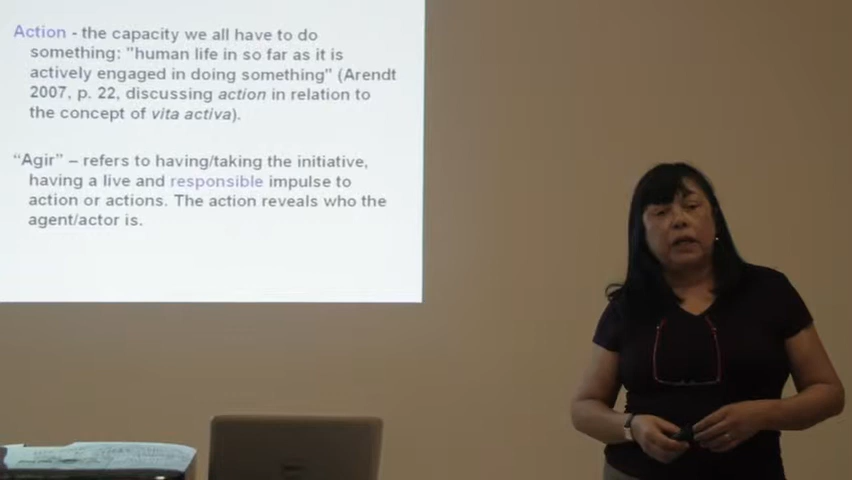 Action - the capacity we all have to do
something: "human life in so far as it is
actively engaged in doing something" (Arendt
2007, p. 22, discussing action in relation to
the concept of vita activa).
“Agir” – refers to having/taking the initiative,
having a live and responsible impulse to
action or actions. The action reveals who the
agent/actor is.